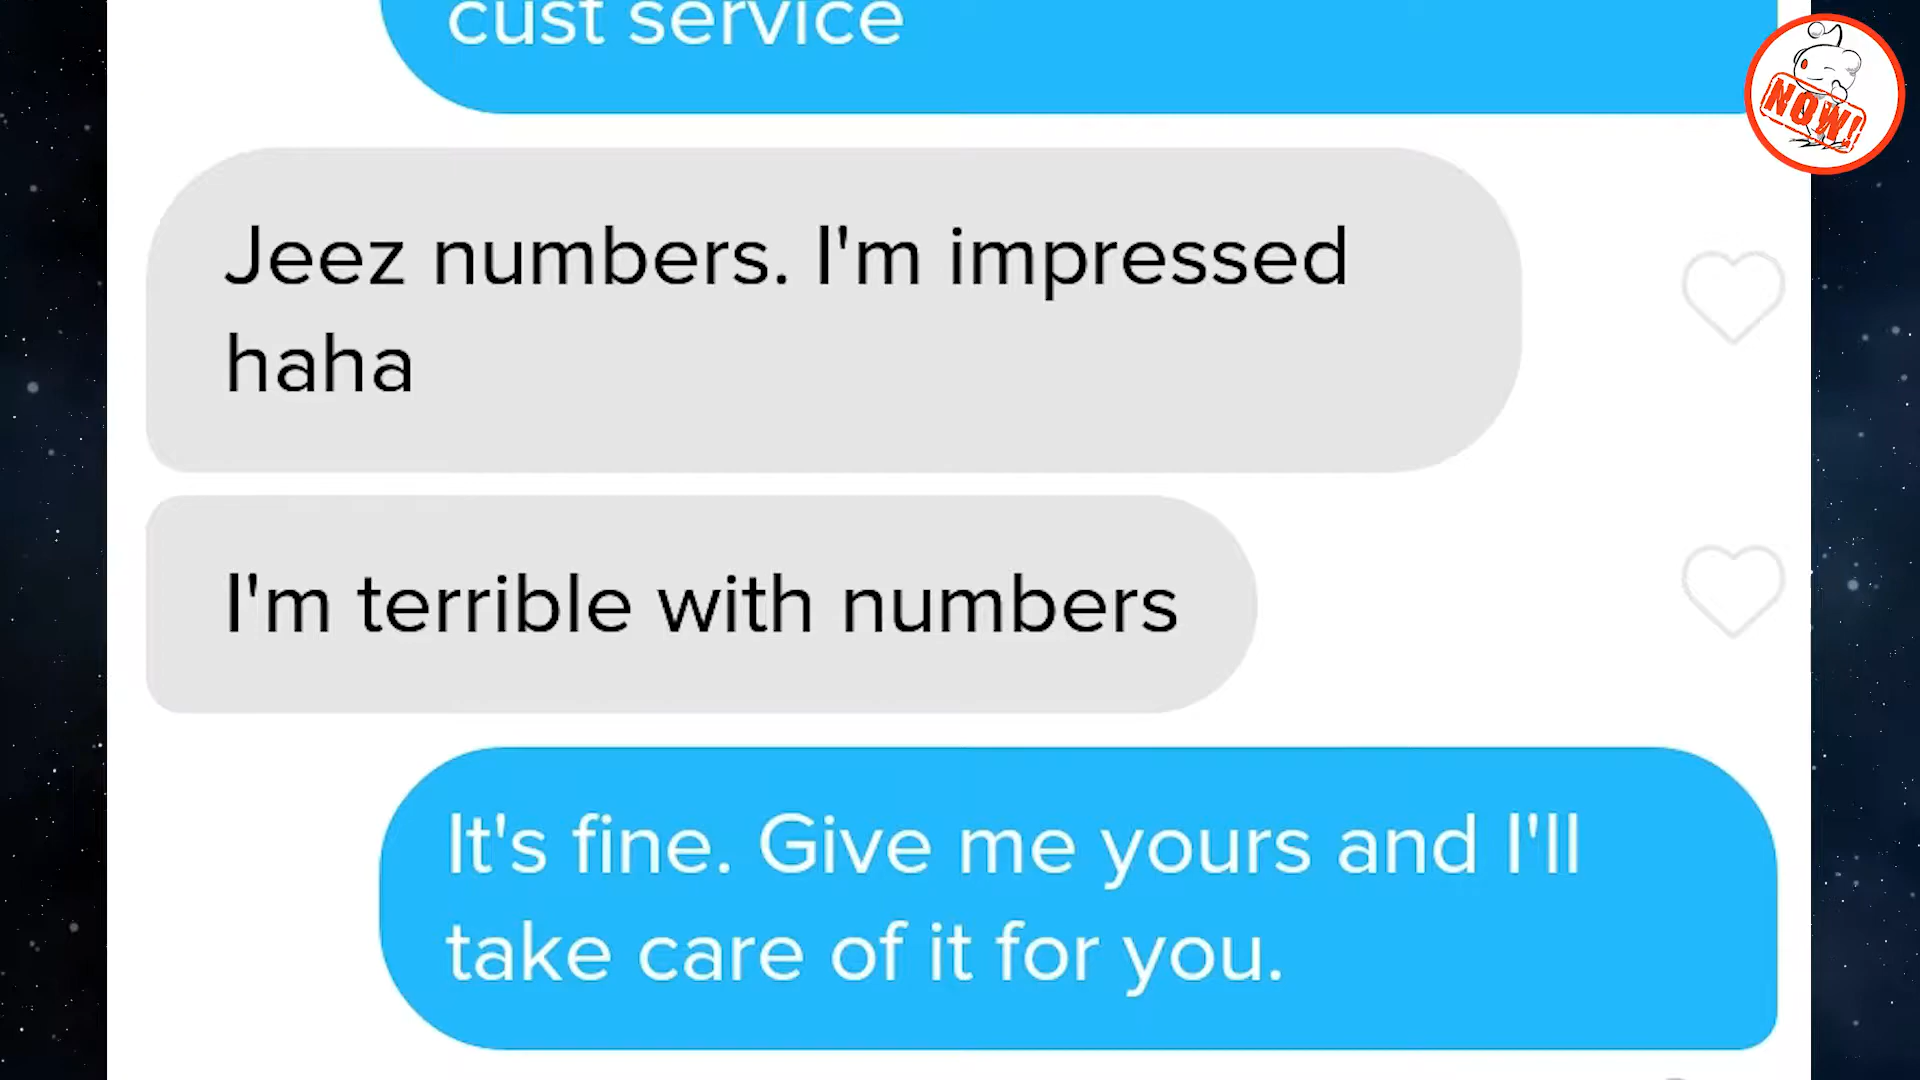 cust service
NOW!
Jeez numbers. I'm impressed
haha
I'm terrible with numbers
It's fine. Give me yours and I'll
take care of it for you.